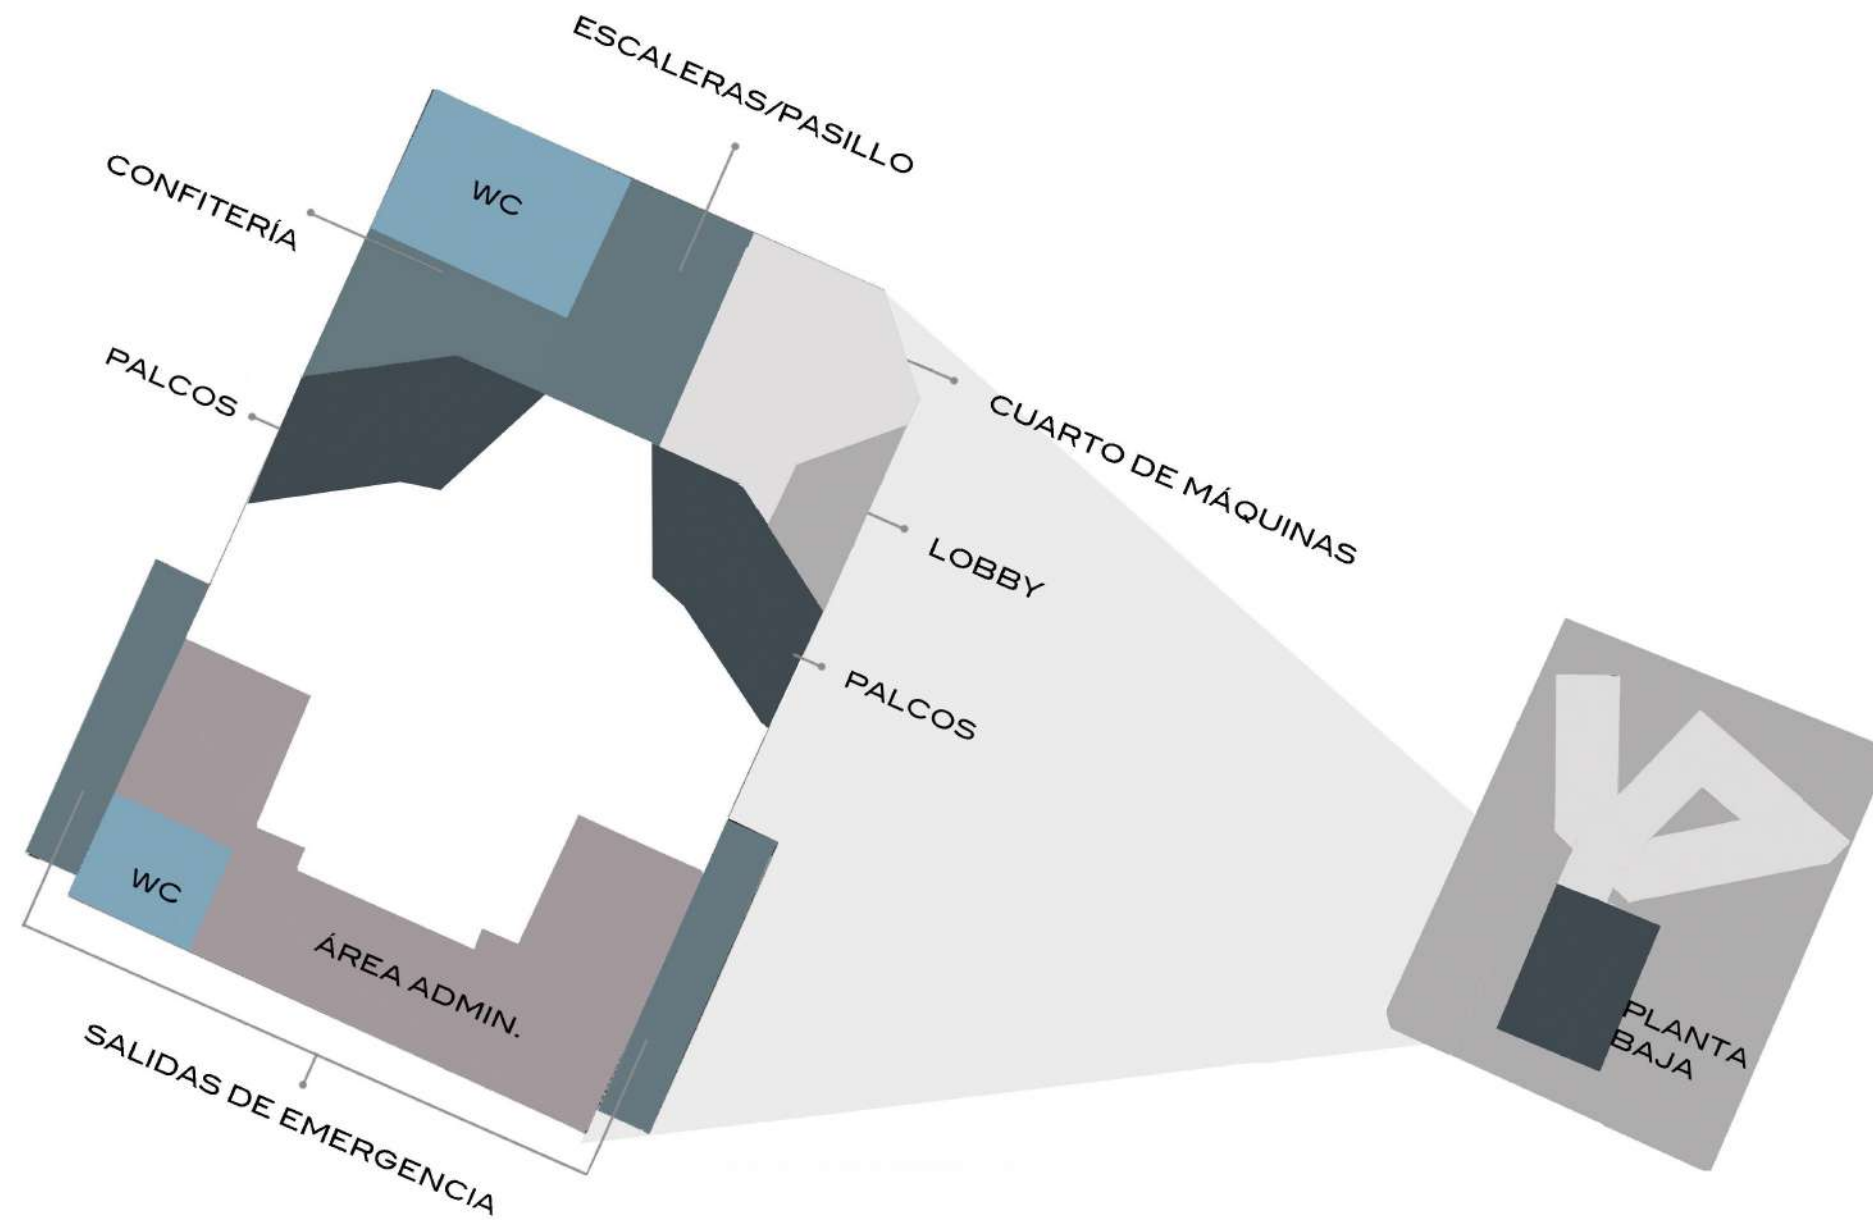 ESCALERAS/PASILLO
WC
CONFITERÍA
PALCOS
CUARTO DE MÁQUINAS
LOBBY
PALCOS
WC
ÁREA ADMIN.
PLANTA
BAJA
SALIDAS DE EMERGENCIA